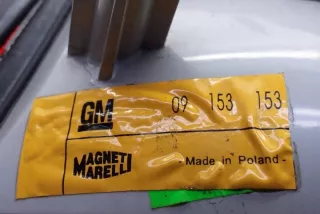 GM 09 153 153
MAGNETI
MARELLI
- Made in Poland -